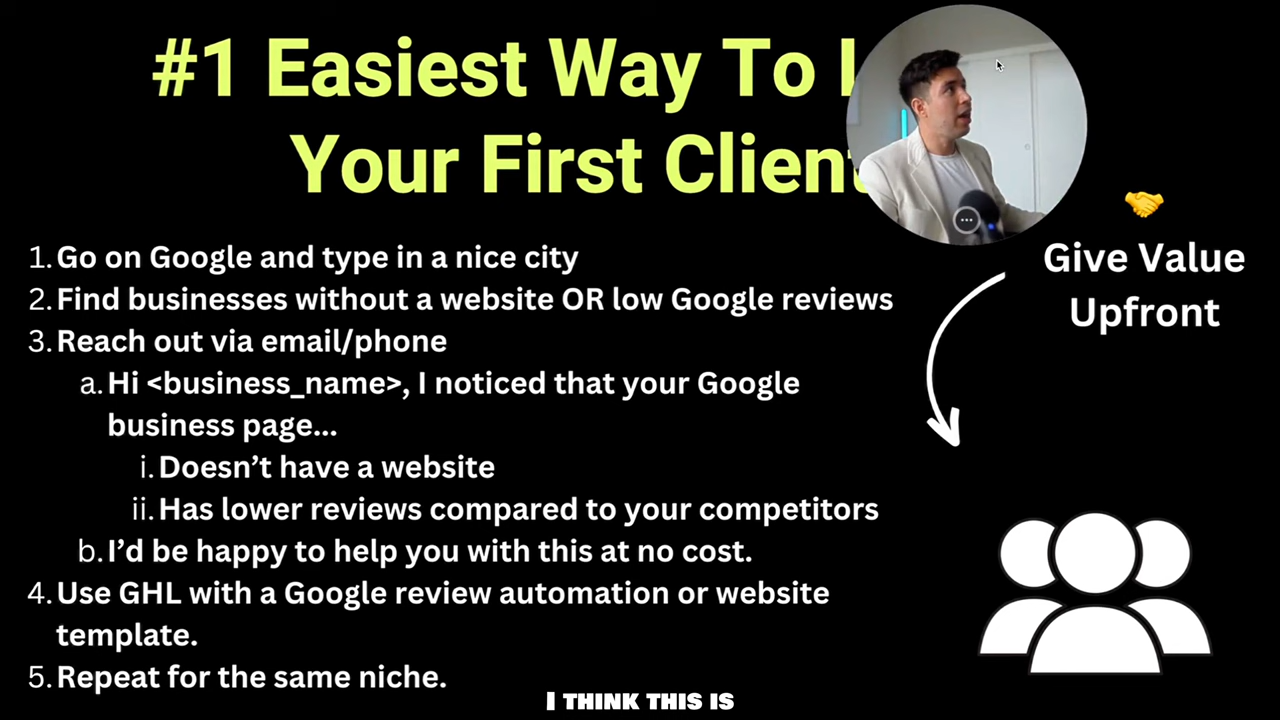 #1 Easiest Way To
Your First Client
Give Value
Upfront
1. Go on Google and type in a nice city
2. Find businesses without a website OR low Google reviews
3. Reach out via email/phone
a. Hi <business_name>, I noticed that your Google
business page...
i. Doesn't have a website
ii. Has lower reviews compared to your competitors
b. I'd be happy to help you with this at no cost.
4. Use GHL with a Google review automation or website
template.
5. Repeat for the same niche.
I THINK THIS IS